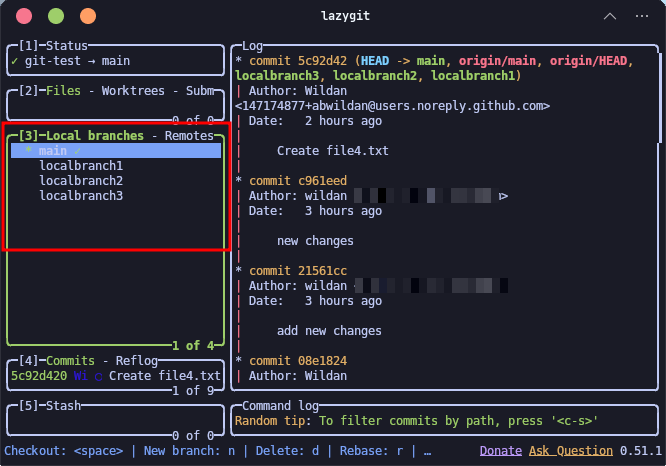 lazygit
[1]-Status
✓ git-test → main
[2]-Files - Worktrees - Subm
0 of 0
[3]-Local branches - Remotes
* main ✓
localbranch1
localbranch2
localbranch3
1 of 4
[4]-Commits - Reflog
5c92d420 Wi ○ Create file4.txt
1 of 9
[5]-Stash
0 of 0
Log
* commit 5c92d42 (HEAD -> main, origin/main, origin/HEAD,
localbranch3, localbranch2, localbranch1)
| Author: Wildan
<147174877+abwildan@users.noreply.github.com>
| Date:   2 hours ago
|
|     Create file4.txt
|
* commit c961eed
| Author: wildan
| Date:   3 hours ago
|
|     new changes
|
* commit 21561cc
| Author: wildan
| Date:   3 hours ago
|
|     add new changes
|
* commit 08e1824
| Author: Wildan
Command log
Random tip: To filter commits by path, press '<c-s>'
Checkout: <space> | New branch: n | Delete: d | Rebase: r | … Donate Ask Question 0.51.1